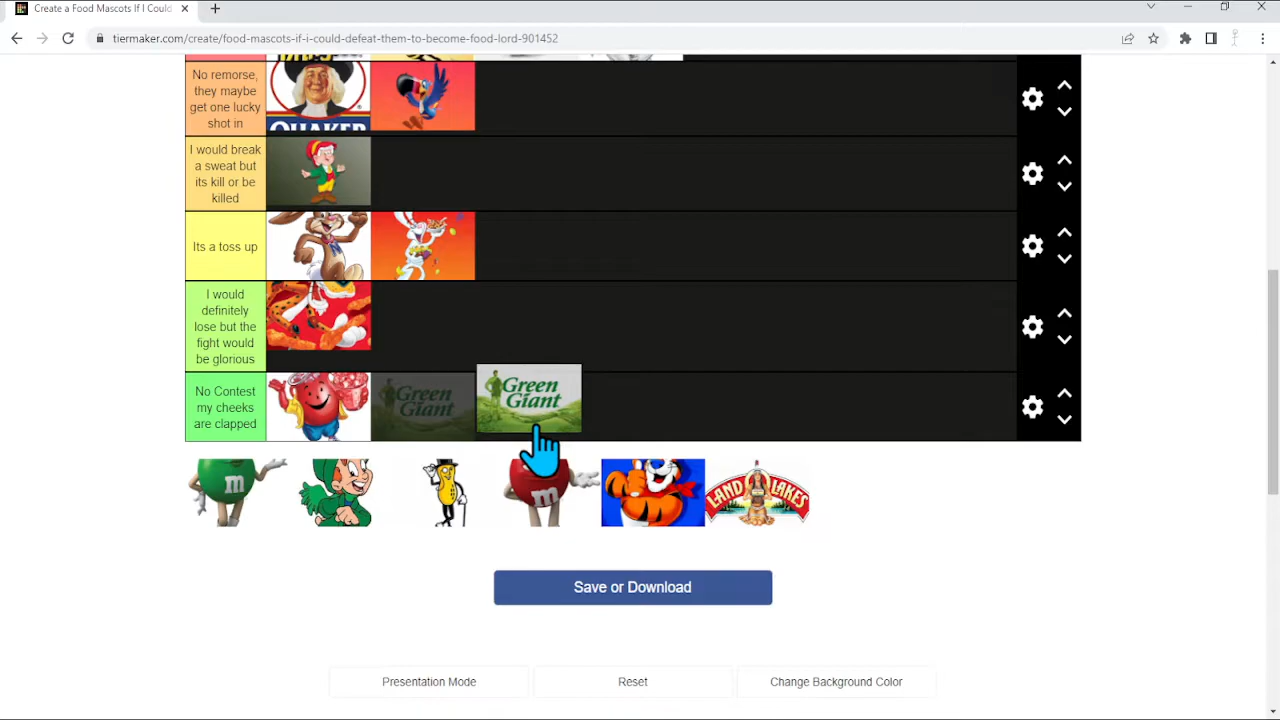 Create a Food Mascots If I Could
tiermaker.com/create/food-mascots-if-i-could-defeat-them-to-become-food-lord-901452
No remorse,
they maybe
get one lucky
shot in
QUAKER
I would break
a sweat but
its kill or be
killed
Its a toss up
I would
definitely
lose but the
fight would
be glorious
No Contest
my cheeks
are clapped
Green
Giant
Green
Giant
m
m
LAND LAKES
Save or Download
Presentation Mode
Reset
Change Background Color